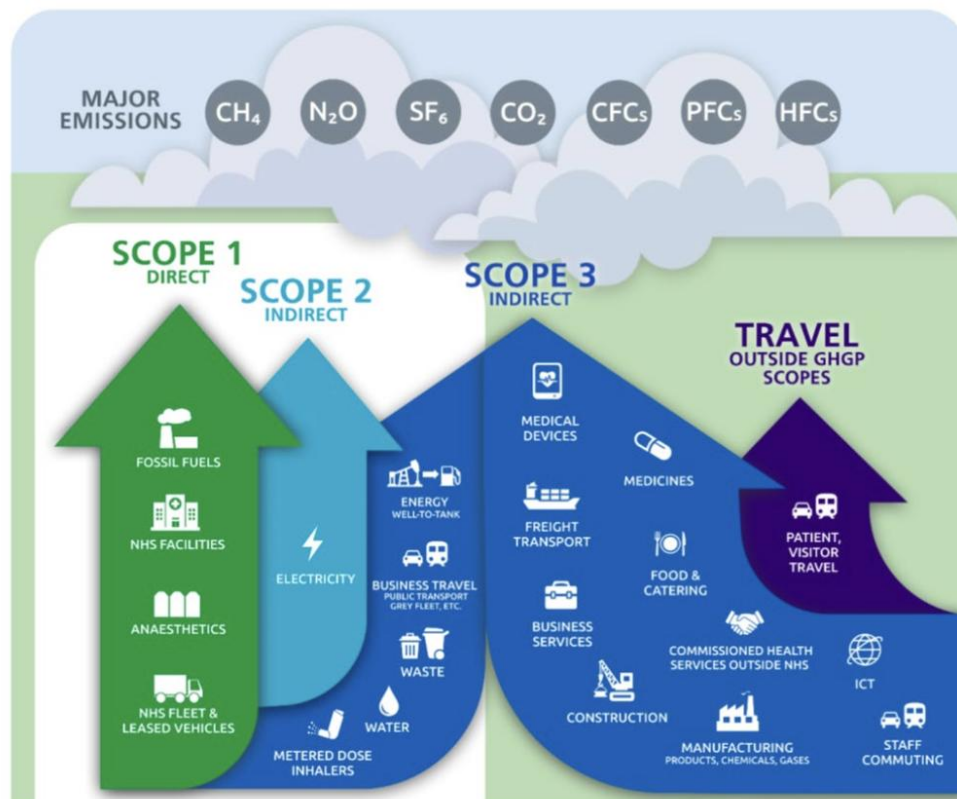 MAJOR
EMISSIONS
CH₄
N₂O
SF₆
CO₂
CFCs
PFCs
HFCs
SCOPE 1
DIRECT
FOSSIL FUELS
NHS FACILITIES
ANAESTHETICS
NHS FLEET &
LEASED VEHICLES
SCOPE 2
INDIRECT
ELECTRICITY
SCOPE 3
INDIRECT
ENERGY
WELL-TO-TANK
BUSINESS TRAVEL
PUBLIC TRANSPORT
GREY FLEET, ETC.
WASTE
WATER
METERED DOSE
INHALERS
MEDICAL
DEVICES
MEDICINES
FREIGHT
TRANSPORT
FOOD &
CATERING
BUSINESS
SERVICES
COMMISSIONED HEALTH
SERVICES OUTSIDE NHS
ICT
CONSTRUCTION
MANUFACTURING
PRODUCTS, CHEMICALS, GASES
STAFF
COMMUTING
TRAVEL
OUTSIDE GHGP
SCOPES
PATIENT,
VISITOR
TRAVEL